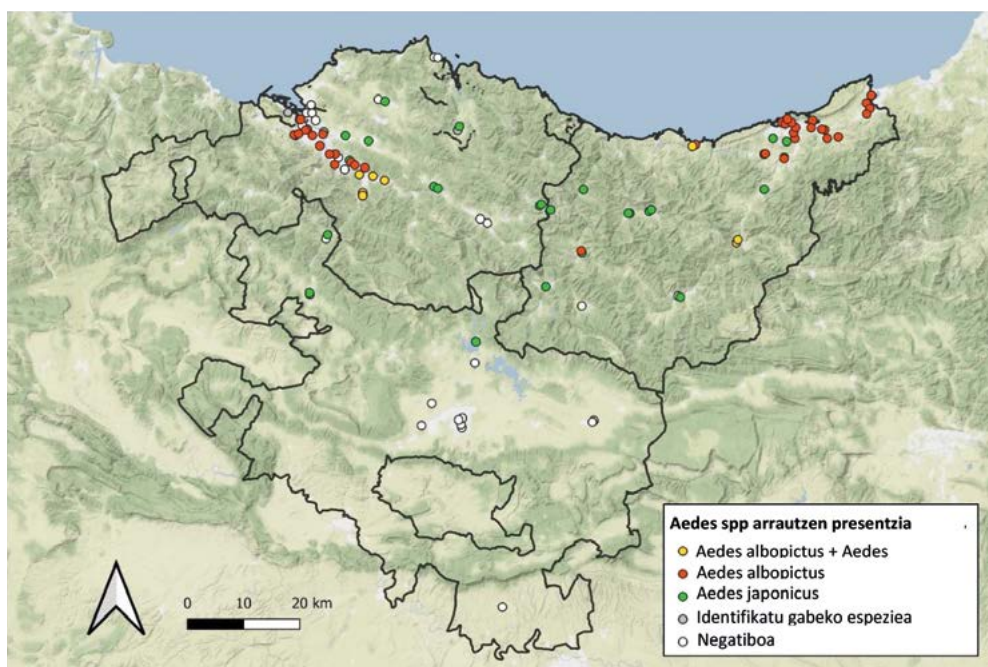 Aedes spp arrautzen presentzia
Aedes albopictus + Aedes
Aedes albopictus
Aedes japonicus
Identifikatu gabeko espeziea
Negatiboa
0 10 20 km